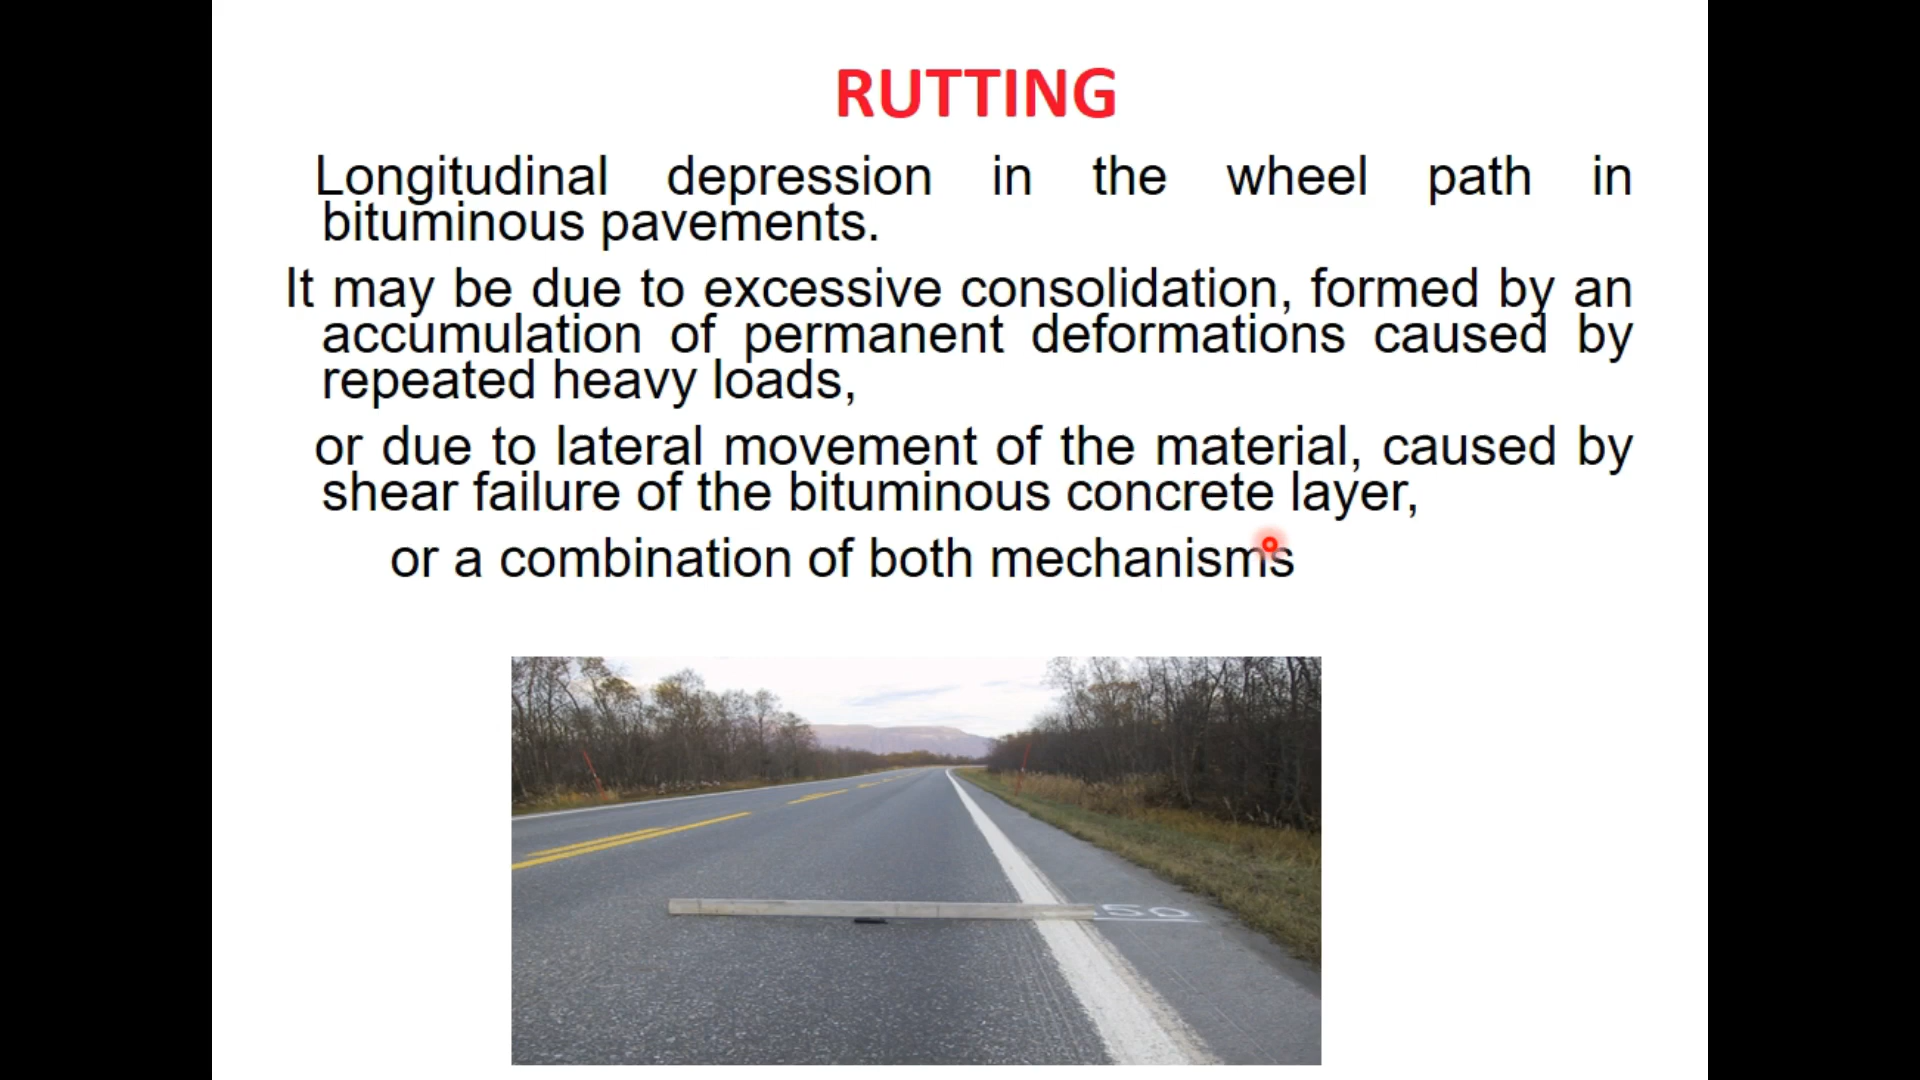 RUTTING
Longitudinal depression in the wheel path in
bituminous pavements.
It may be due to excessive consolidation, formed by an
accumulation of permanent deformations caused by
repeated heavy loads,
or due to lateral movement of the material, caused by
shear failure of the bituminous concrete layer,
or a combination of both mechanisms
50